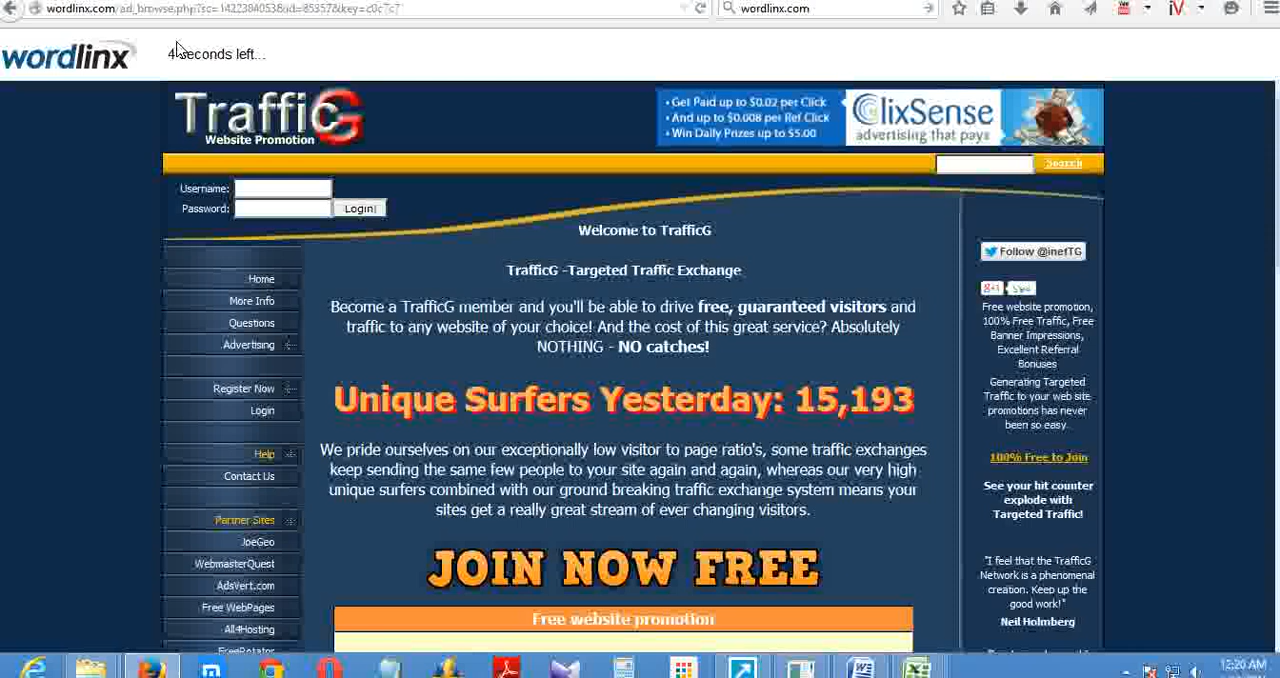 wordlinx.com
wordlinx
4 seconds left...
TrafficG
Website Promotion
• Get Paid up to $0.02 per Click
• And up to $0.008 per Ref Click
• Win Daily Prizes up to $5.00
ClixSense
advertising that pays
Search
Username:
Password:
Login!
Welcome to TrafficG
TrafficG -Targeted Traffic Exchange
Become a TrafficG member and you'll be able to drive free, guaranteed visitors and
traffic to any website of your choice! And the cost of this great service? Absolutely
NOTHING - NO catches!
Unique Surfers Yesterday: 15,193
We pride ourselves on our exceptionally low visitor to page ratio's, some traffic exchanges
keep sending the same few people to your site again and again, whereas our very high
unique surfers combined with our ground breaking traffic exchange system means your
sites get a really great stream of ever changing visitors.
JOIN NOW FREE
Free website promotion
Home
More Info
Questions
Advertising
Register Now
Login
Help
Contact Us
Partner Sites
JoeGeo
WebmasterQuest
AdsVert.com
Free WebPages
All4Hosting
FreeRotator
Follow @inetTG
Free website promotion,
100% Free Traffic, Free
Banner Impressions,
Excellent Referral
Bonuses
Generating Targeted
Traffic to your web site
promotions has never
been so easy.
100% Free to Join
See your hit counter
explode with
Targeted Traffic!
"I feel that the TrafficG
Network is a phenomenal
creation. Keep up the
good work!"
Neil Holmberg
12:20 AM